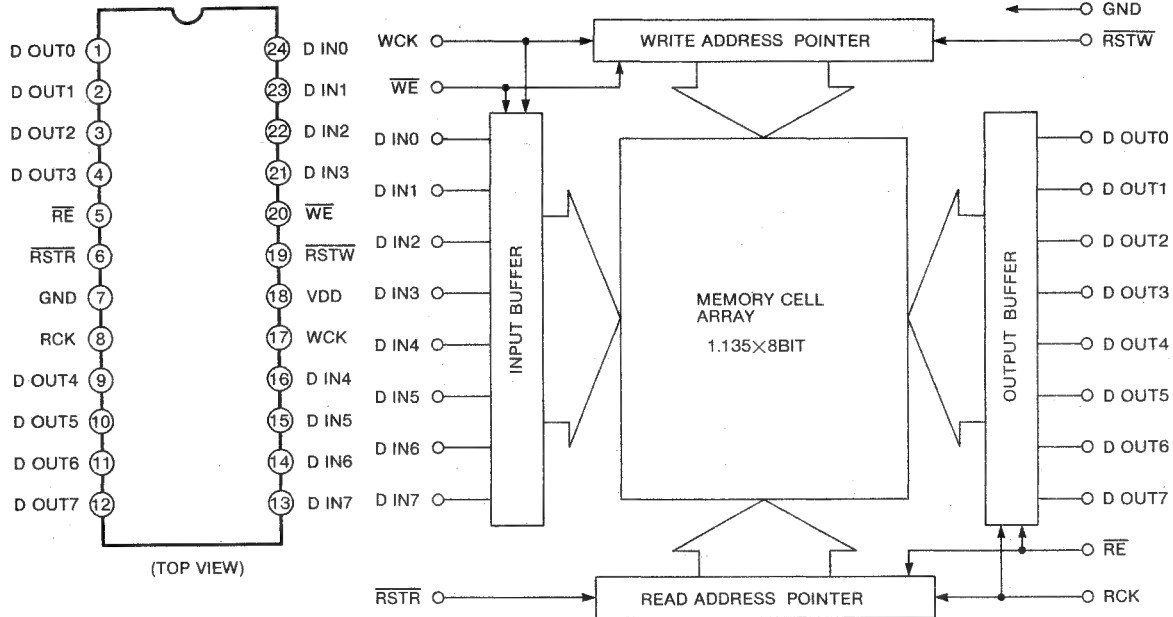 D OUT0 1 24 D IN0
D OUT1 2 23 D IN1
D OUT2 3 22 D IN2
D OUT3 4 21 D IN3
RE 5 20 WE
RSTR 6 19 RSTW
GND 7 18 VDD
RCK 8 17 WCK
D OUT4 9 16 D IN4
D OUT5 10 15 D IN5
D OUT6 11 14 D IN6
D OUT7 12 13 D IN7
(TOP VIEW)
GND
WCK
WRITE ADDRESS POINTER
RSTW
WE
D IN0
D IN1
D IN2
D IN3
D IN4
D IN5
D IN6
D IN7
INPUT BUFFER
MEMORY CELL
ARRAY
1.135×8BIT
OUTPUT BUFFER
D OUT0
D OUT1
D OUT2
D OUT3
D OUT4
D OUT5
D OUT6
D OUT7
RE
RSTR
READ ADDRESS POINTER
RCK